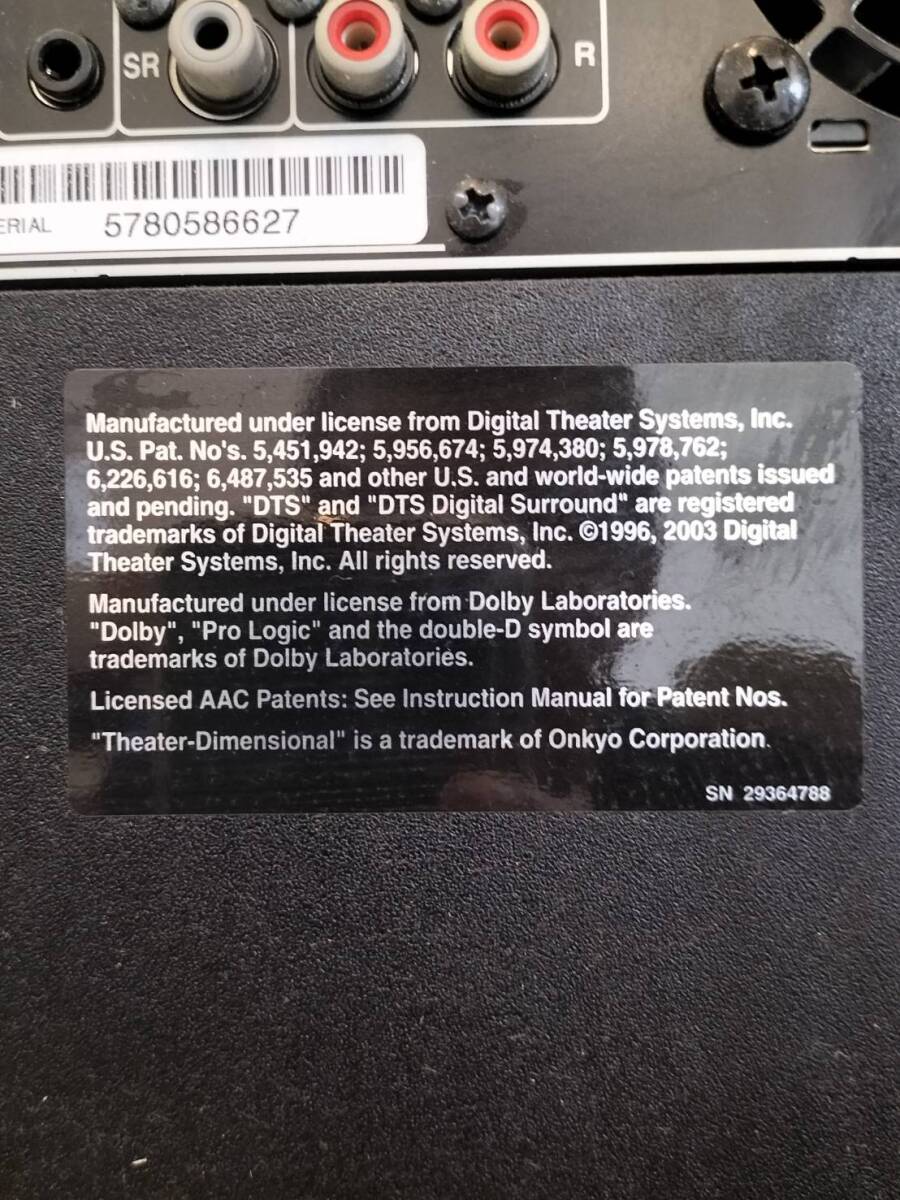 SR
R
ERIAL 5780586627
Manufactured under license from Digital Theater Systems, Inc.
U.S. Pat. No's. 5,451,942; 5,956,674; 5,974,380; 5,978,762;
6,226,616; 6,487,535 and other U.S. and world-wide patents issued
and pending. "DTS" and "DTS Digital Surround" are registered
trademarks of Digital Theater Systems, Inc. ©1996, 2003 Digital
Theater Systems, Inc. All rights reserved.
Manufactured under license from Dolby Laboratories.
"Dolby", "Pro Logic" and the double-D symbol are
trademarks of Dolby Laboratories.
Licensed AAC Patents: See Instruction Manual for Patent Nos.
"Theater-Dimensional" is a trademark of Onkyo Corporation.
SN 29364788